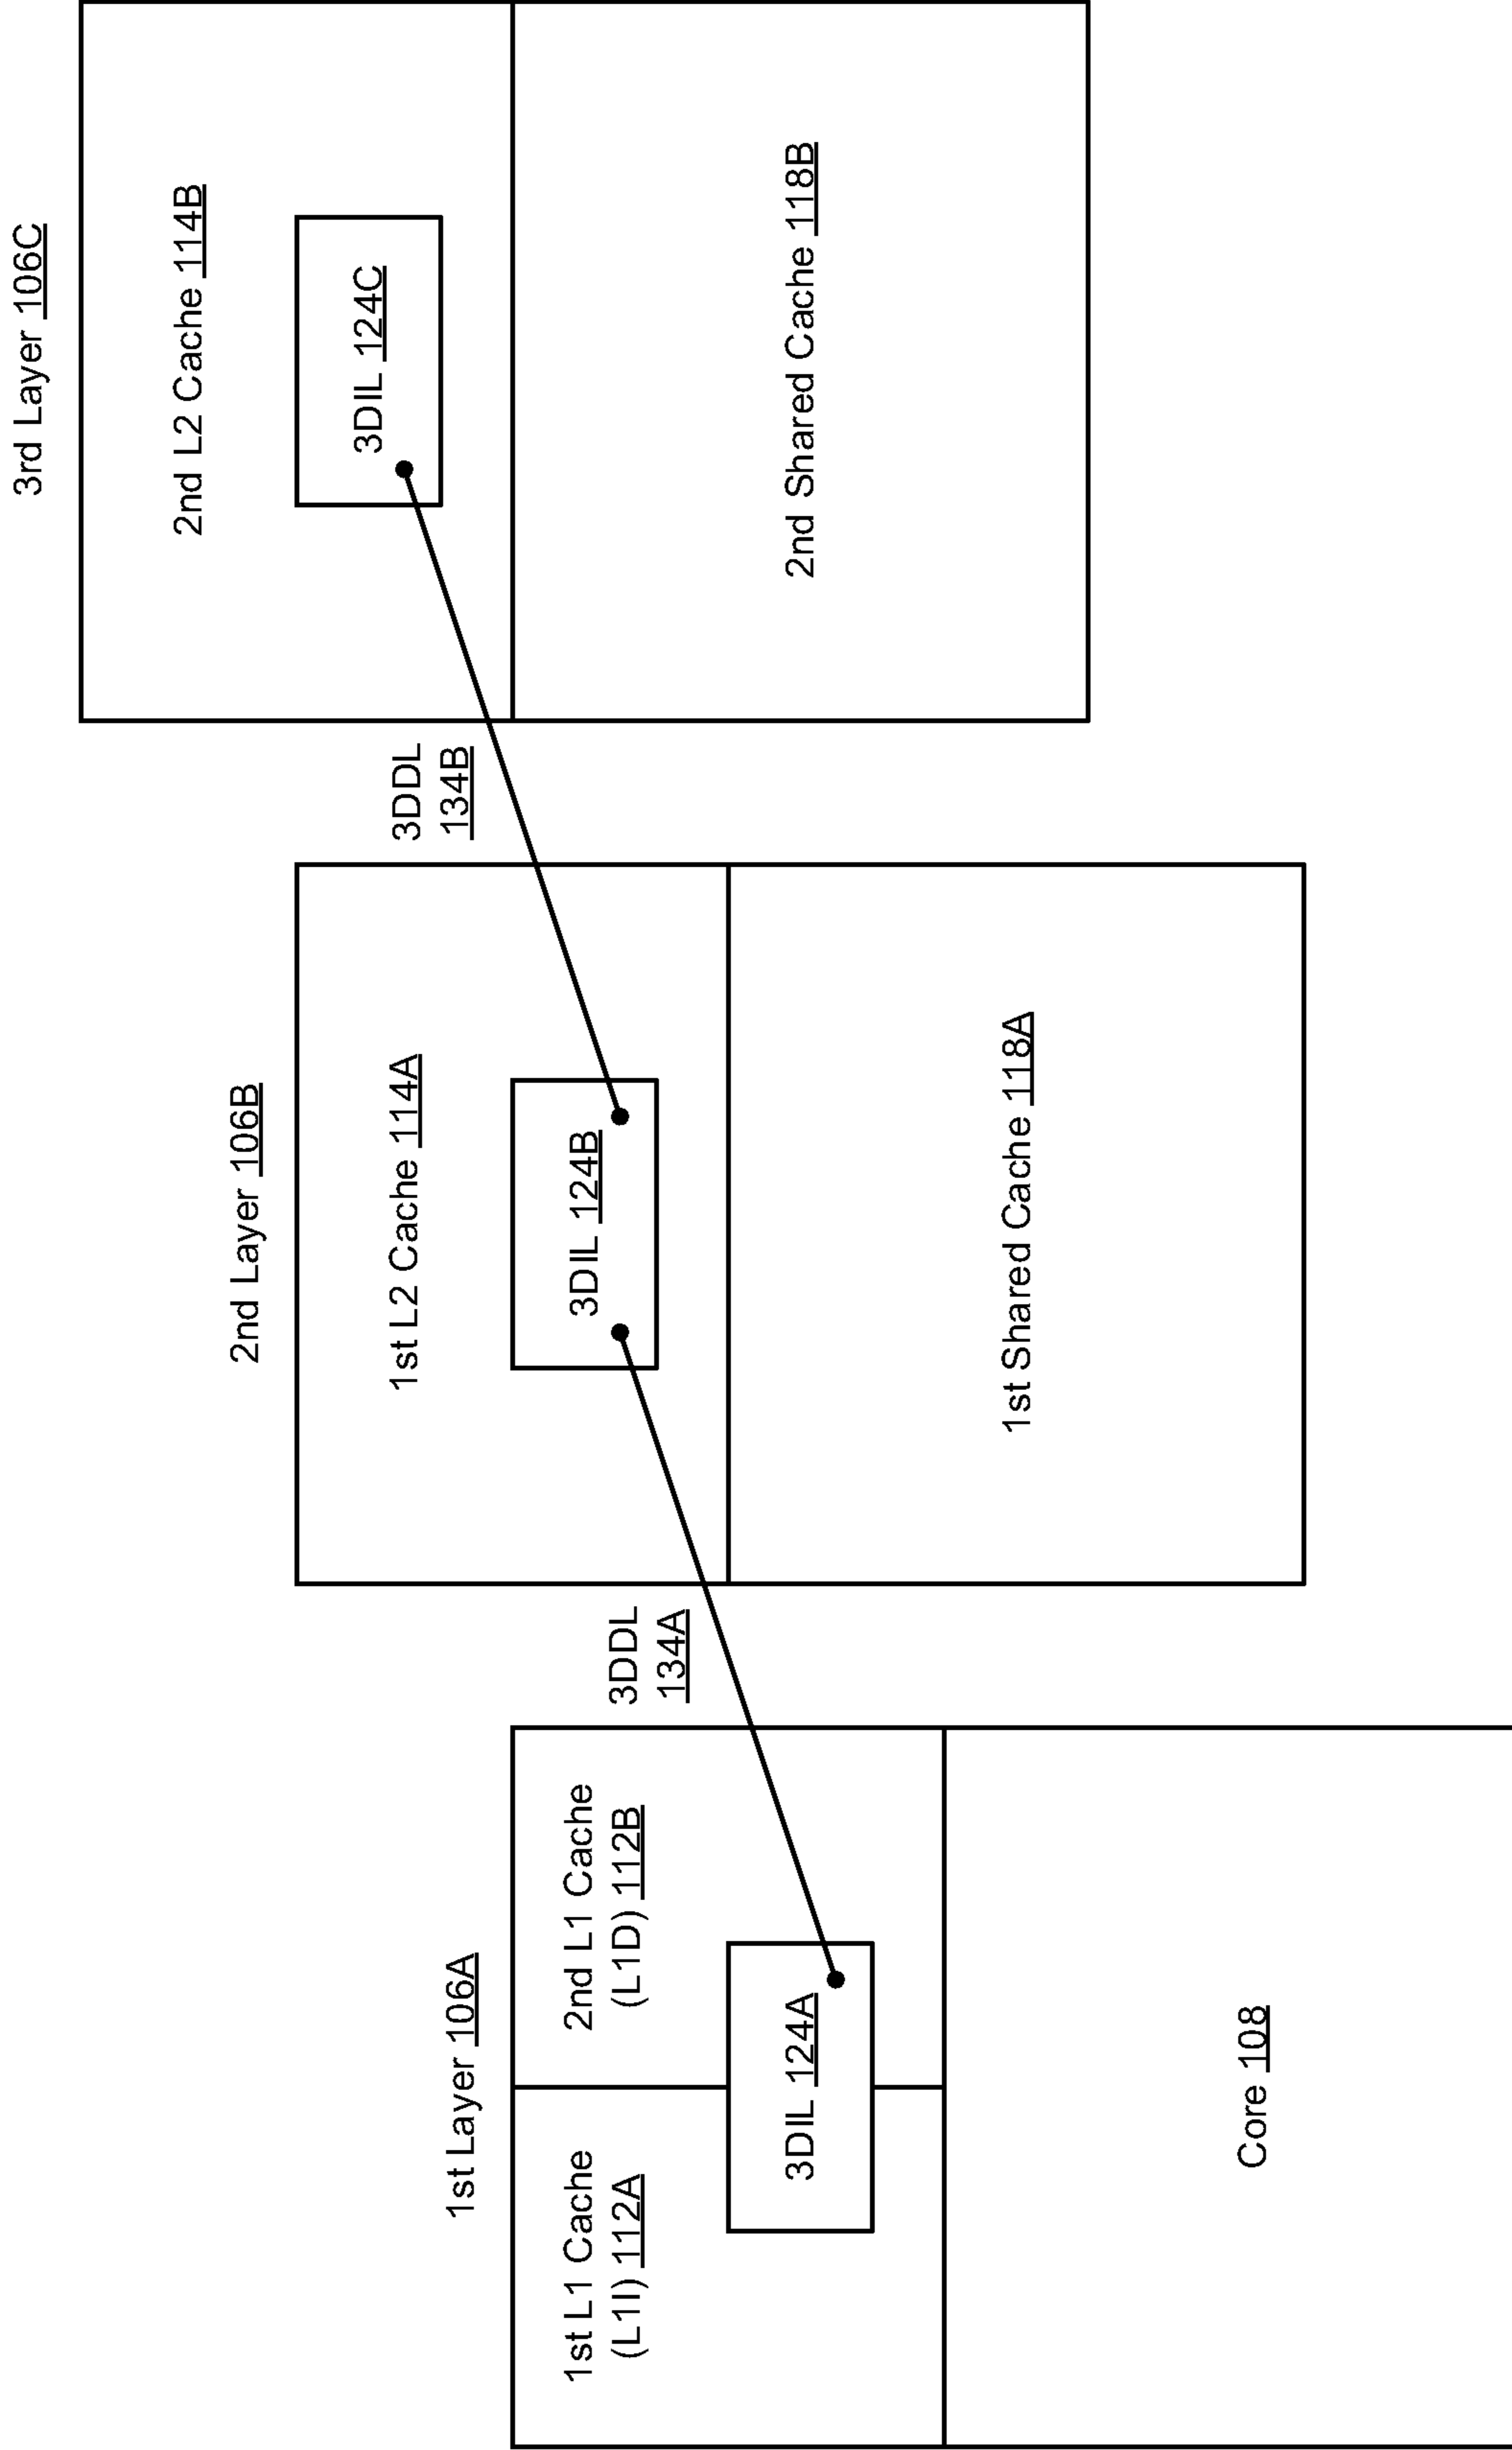 1st Layer 106A
1st L1 Cache
(L1I) 112A
2nd L1 Cache
(L1D) 112B
3DIL 124A
Core 108
3DDL
134A
2nd Layer 106B
1st L2 Cache 114A
3DIL 124B
1st Shared Cache 118A
3DDL
134B
3rd Layer 106C
2nd L2 Cache 114B
3DIL 124C
2nd Shared Cache 118B